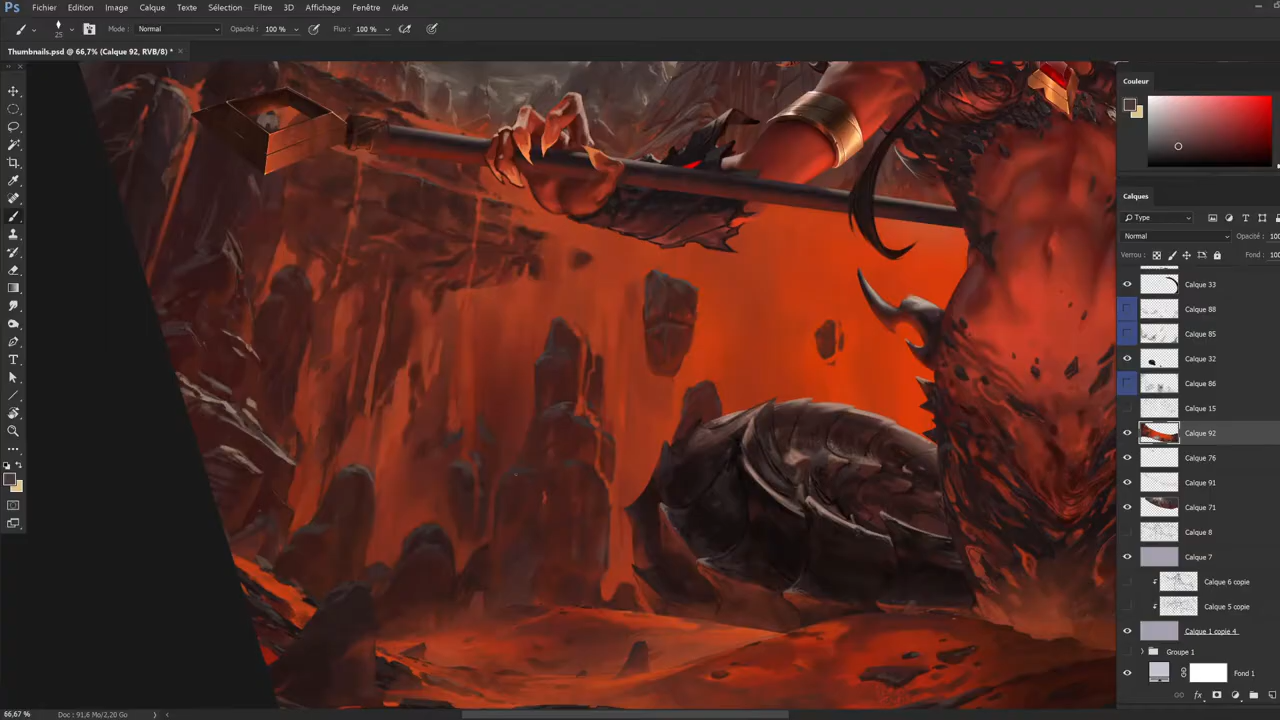 Ps Fichier Edition Image Calque Texte Sélection Filtre 3D Affichage Fenêtre Aide
25 Mode : Normal Opacité : 100 % Flux : 100 %
Thumbnails.psd @ 66,7% (Calque 92, RVB/8) * ×
Couleur
Calques
Type
Normal Opacité : 100
Verrou : Fond : 100
Calque 33
Calque 88
Calque 85
Calque 32
Calque 86
Calque 15
Calque 92
Calque 76
Calque 91
Calque 71
Calque 8
Calque 7
Calque 6 copie
Calque 5 copie
Calque 1 copie 4
Groupe 1
Fond 1
66,67 % Doc : 91,6 Mo/2,20 Go